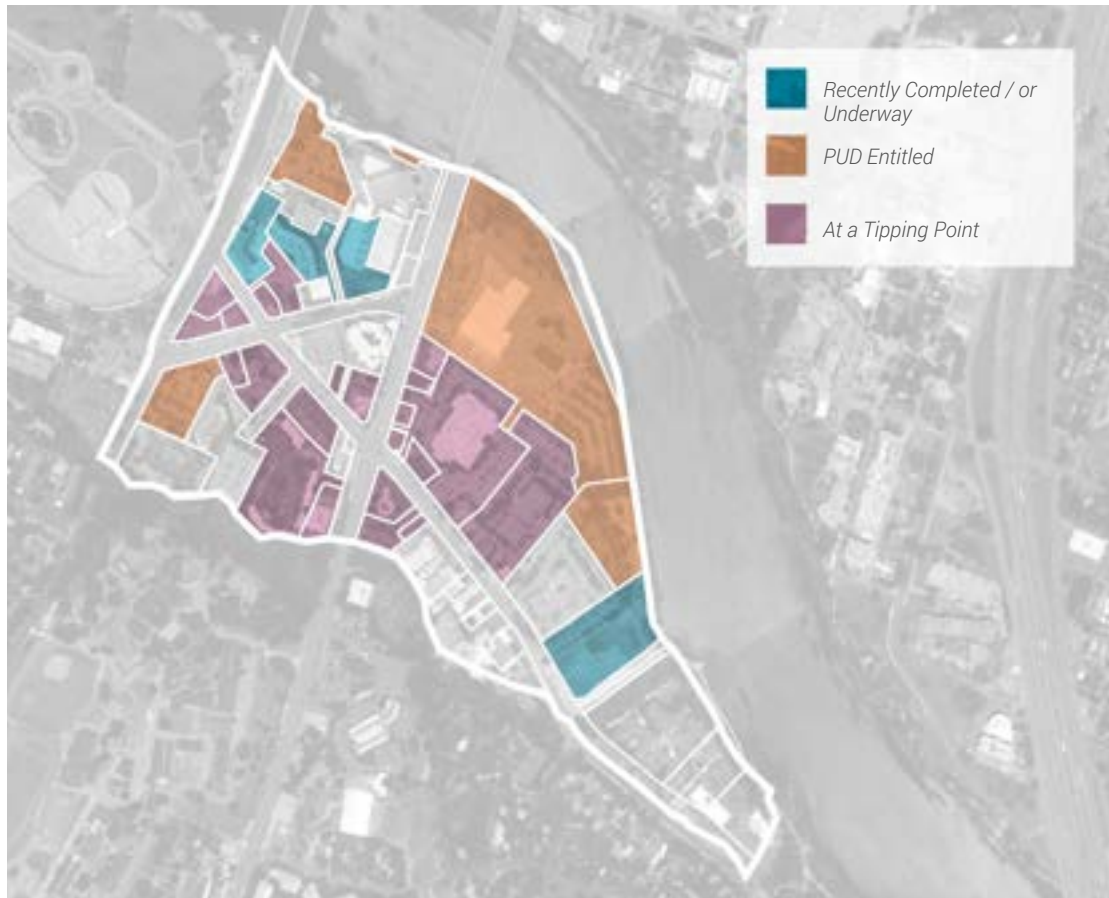 Recently Completed / or
Underway
PUD Entitled
At a Tipping Point